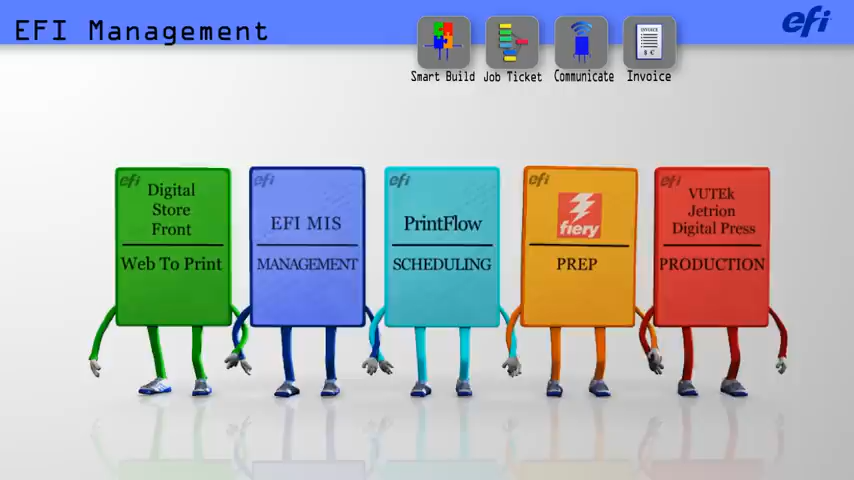 EFI Management
efi
INVOICE
$ €
Smart Build
Job Ticket
Communicate
Invoice
efi
Digital
Store
Front
Web To Print
efi
EFI MIS
MANAGEMENT
efi
PrintFlow
SCHEDULING
efi
fiery
PREP
efi
VUTEk
Jetrion
Digital Press
PRODUCTION